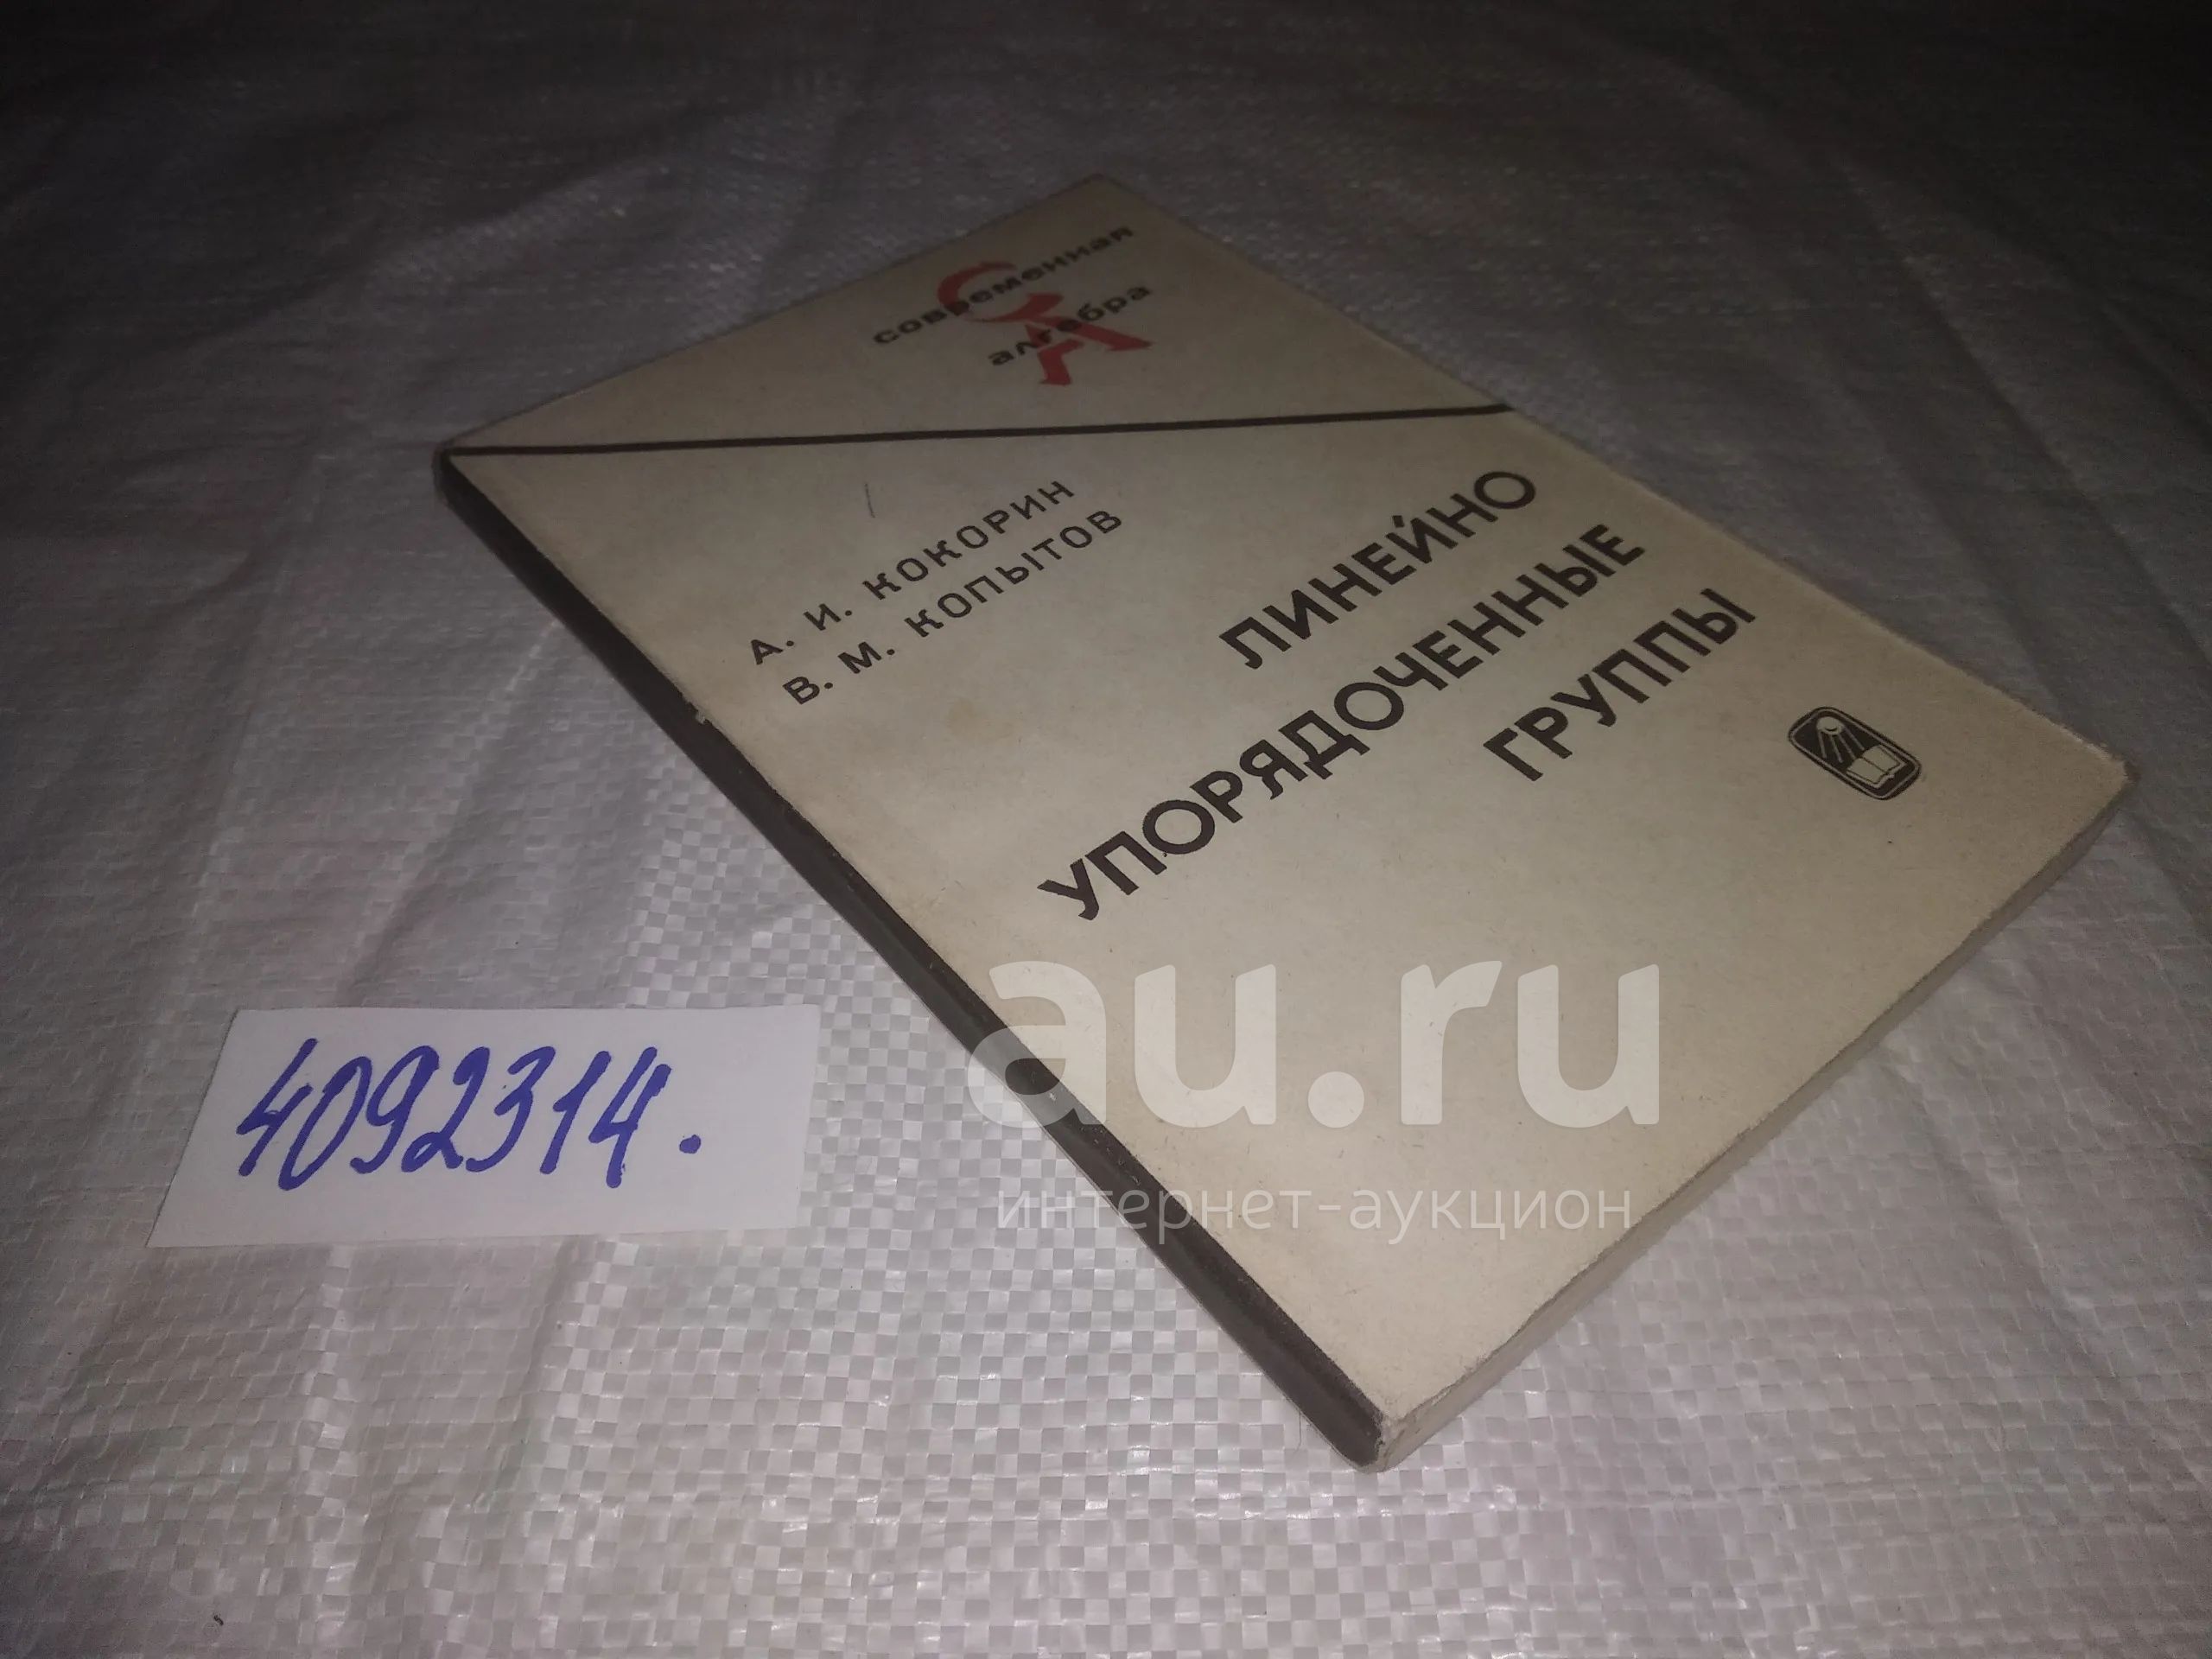 современная
алгебра
А. И. КОКОРИН
В. М. КОПЫТОВ
ЛИНЕЙНО
УПОРЯДОЧЕННЫЕ
ГРУППЫ
4092314.
au.ru
интернет-аукцион